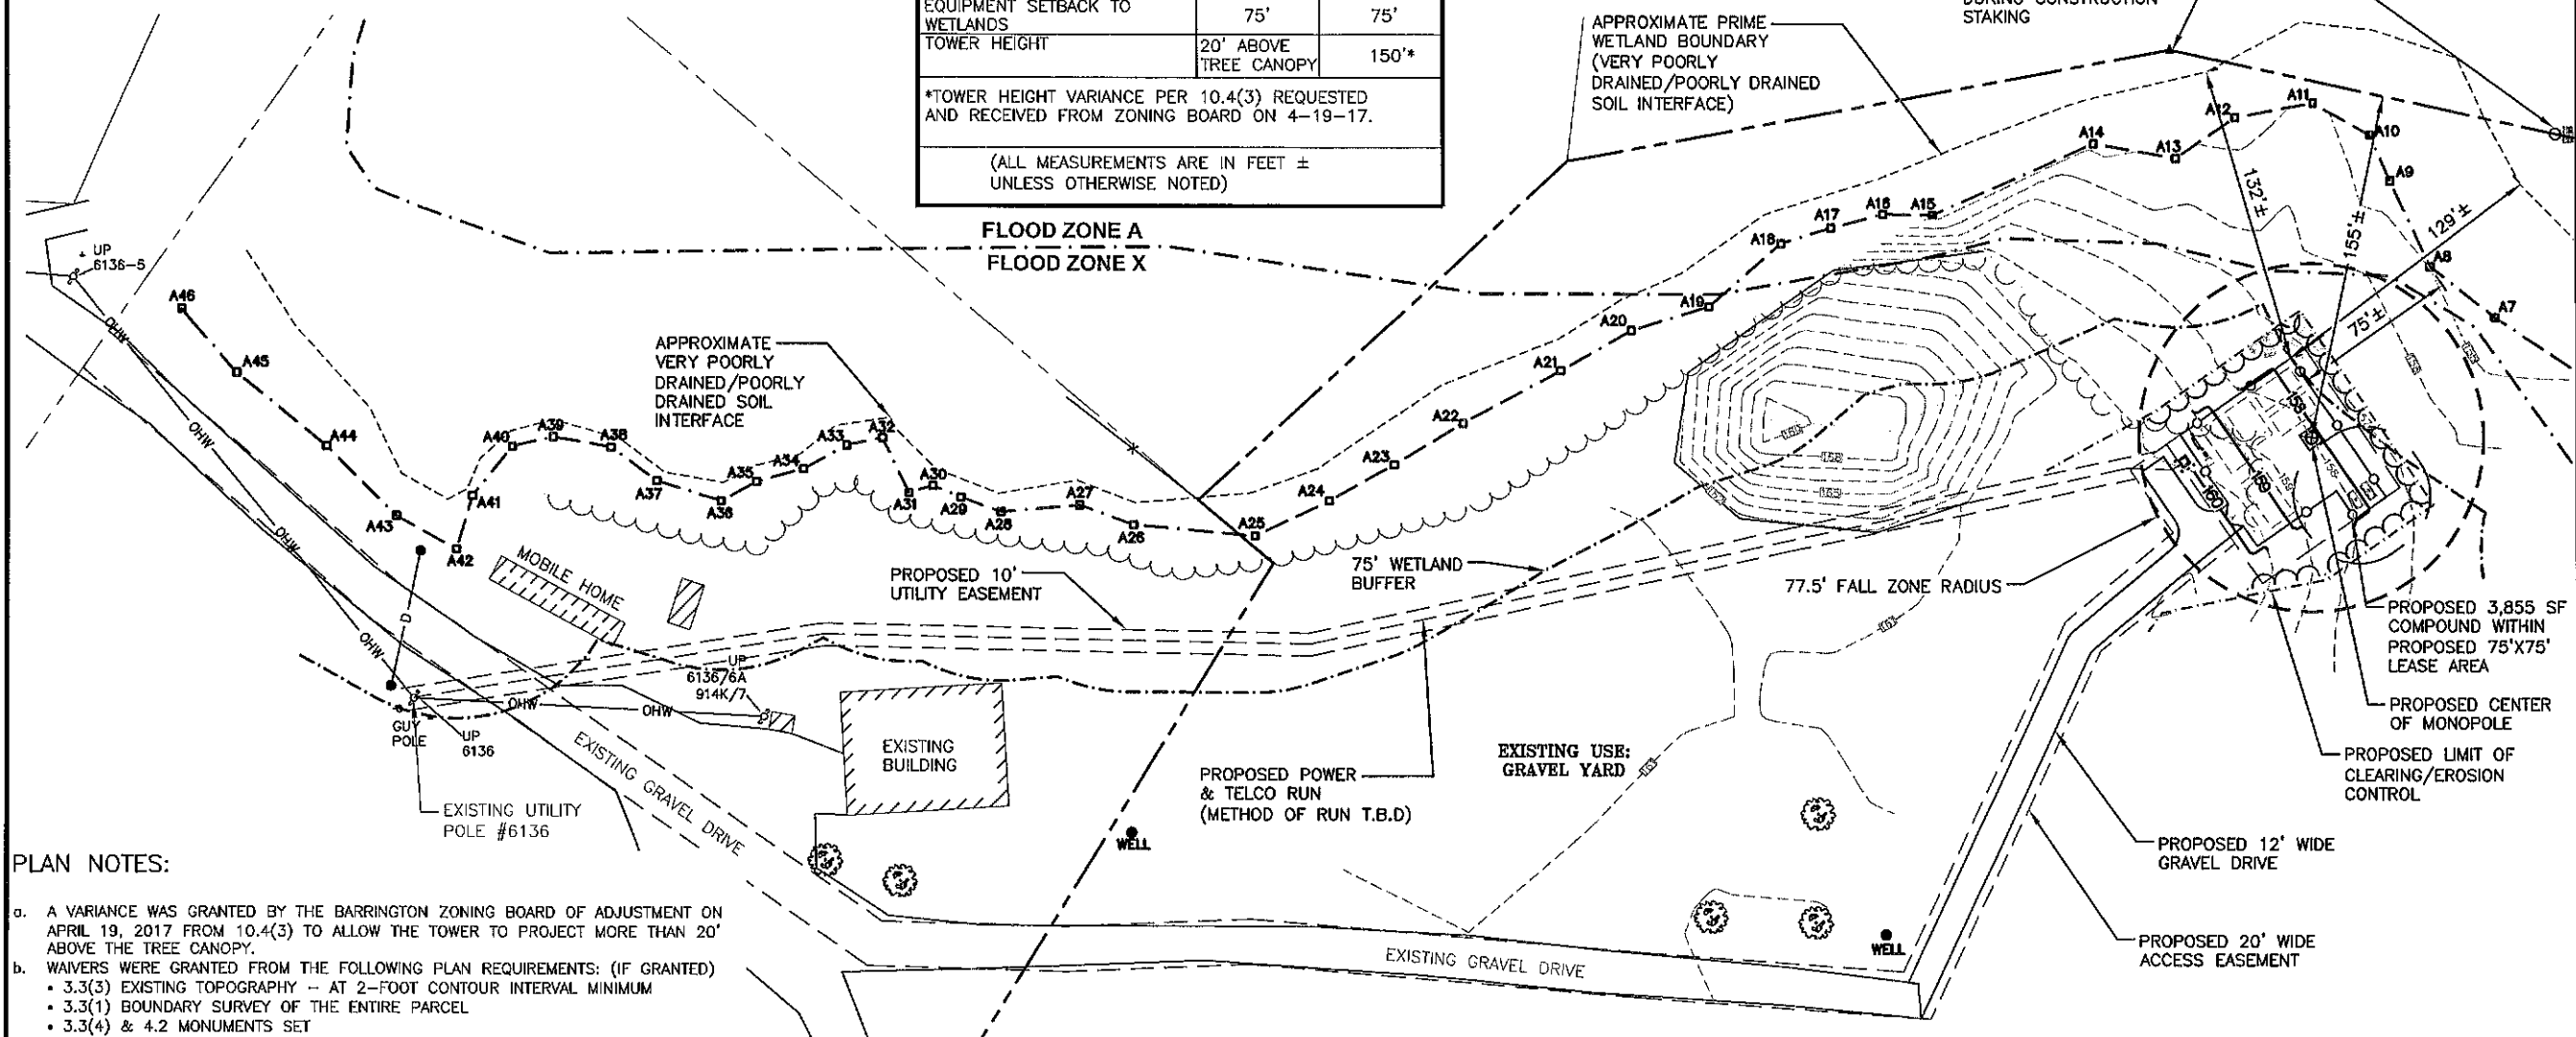 EQUIPMENT SETBACK TO
WETLANDS
75'
75'
TOWER HEIGHT
20' ABOVE
TREE CANOPY
150'*
*TOWER HEIGHT VARIANCE PER 10.4(3) REQUESTED
AND RECEIVED FROM ZONING BOARD ON 4-19-17.
(ALL MEASUREMENTS ARE IN FEET ±
UNLESS OTHERWISE NOTED)
FLOOD ZONE A
FLOOD ZONE X
APPROXIMATE PRIME
WETLAND BOUNDARY
(VERY POORLY
DRAINED/POORLY DRAINED
SOIL INTERFACE)
DURING CONSTRUCTION
STAKING
UP
6136-5
A46
A45
A44
A43
A42
A41
A40
A39
A38
A37
A36
A35
A34
A33
A32
A31
A30
A29
A28
A27
A26
A25
A24
A23
A22
A21
A20
A19
A18
A17
A16
A15
A14
A13
A12
A11
A10
A9
A8
A7
132'±
155'±
129'±
75'±
APPROXIMATE
VERY POORLY
DRAINED/POORLY
DRAINED SOIL
INTERFACE
OHW
OHW
OHW
OHW
OHW
OHW
D
MOBILE HOME
PROPOSED 10'
UTILITY EASEMENT
75' WETLAND
BUFFER
77.5' FALL ZONE RADIUS
158
159
160
158
159
PROPOSED 3,855 SF
COMPOUND WITHIN
PROPOSED 75'X75'
LEASE AREA
PROPOSED CENTER
OF MONOPOLE
PROPOSED LIMIT OF
CLEARING/EROSION
CONTROL
PROPOSED 12' WIDE
GRAVEL DRIVE
PROPOSED 20' WIDE
ACCESS EASEMENT
UP
6136/6A
914K/7
GUY
POLE
UP
6136
EXISTING UTILITY
POLE #6136
EXISTING GRAVEL DRIVE
EXISTING
BUILDING
WELL
PROPOSED POWER
& TELCO RUN
(METHOD OF RUN T.B.D)
EXISTING USE:
GRAVEL YARD
WELL
EXISTING GRAVEL DRIVE
PLAN NOTES:
a. A VARIANCE WAS GRANTED BY THE BARRINGTON ZONING BOARD OF ADJUSTMENT ON
APRIL 19, 2017 FROM 10.4(3) TO ALLOW THE TOWER TO PROJECT MORE THAN 20'
ABOVE THE TREE CANOPY.
b. WAIVERS WERE GRANTED FROM THE FOLLOWING PLAN REQUIREMENTS: (IF GRANTED)
• 3.3(3) EXISTING TOPOGRAPHY - AT 2-FOOT CONTOUR INTERVAL MINIMUM
• 3.3(1) BOUNDARY SURVEY OF THE ENTIRE PARCEL
• 3.3(4) & 4.2 MONUMENTS SET